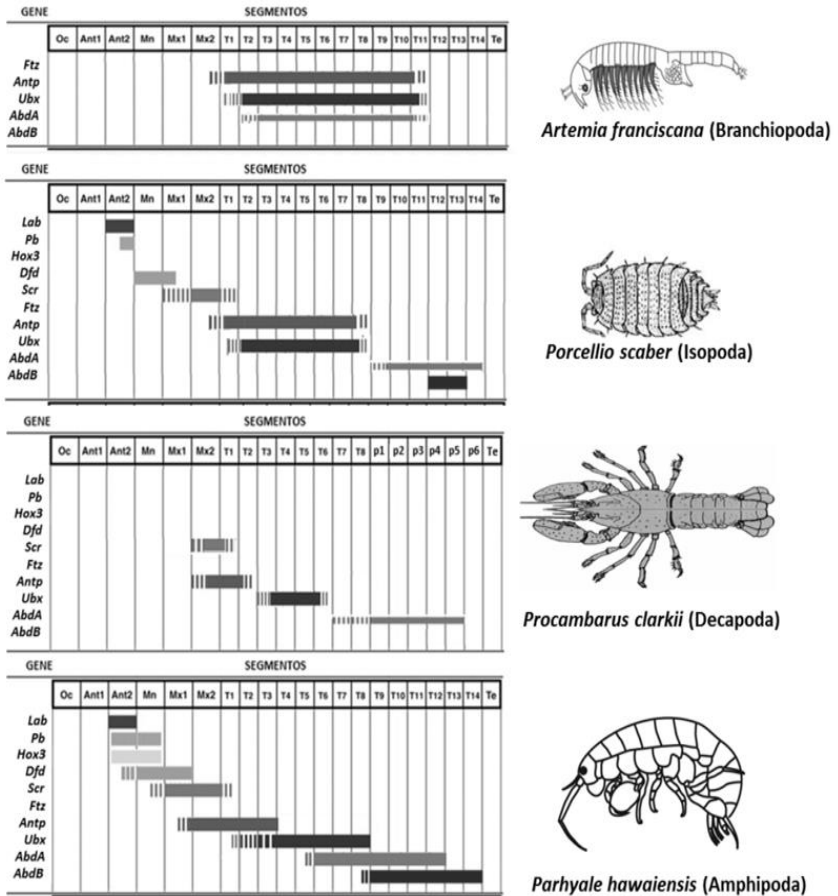 GENE SEGMENTOS
Oc Ant1 Ant2 Mn Mx1 Mx2 T1 T2 T3 T4 T5 T6 T7 T8 T9 T10 T11 T12 T13 Te
Ftz
Antp
Ubx
AbdA
AbdB
Artemia franciscana (Branchiopoda)
GENE SEGMENTOS
Oc Ant1 Ant2 Mn Mx1 Mx2 T1 T2 T3 T4 T5 T6 T7 T8 T9 T10 T11 T12 T13 T14 Te
Lab
Pb
Hox3
Dfd
Scr
Ftz
Antp
Ubx
AbdA
AbdB
Porcellio scaber (Isopoda)
GENE SEGMENTOS
Oc Ant1 Ant2 Mn Mx1 Mx2 T1 T2 T3 T4 T5 T6 T7 T8 p1 p2 p3 p4 p5 p6 Te
Lab
Pb
Hox3
Dfd
Scr
Ftz
Antp
Ubx
AbdA
AbdB
Procambarus clarkii (Decapoda)
GENE SEGMENTOS
Oc Ant1 Ant2 Mn Mx1 Mx2 T1 T2 T3 T4 T5 T6 T7 T8 T9 T10 T11 T12 T13 T14 Te
Lab
Pb
Hox3
Dfd
Scr
Ftz
Antp
Ubx
AbdA
AbdB
Parhyale hawaiensis (Amphipoda)